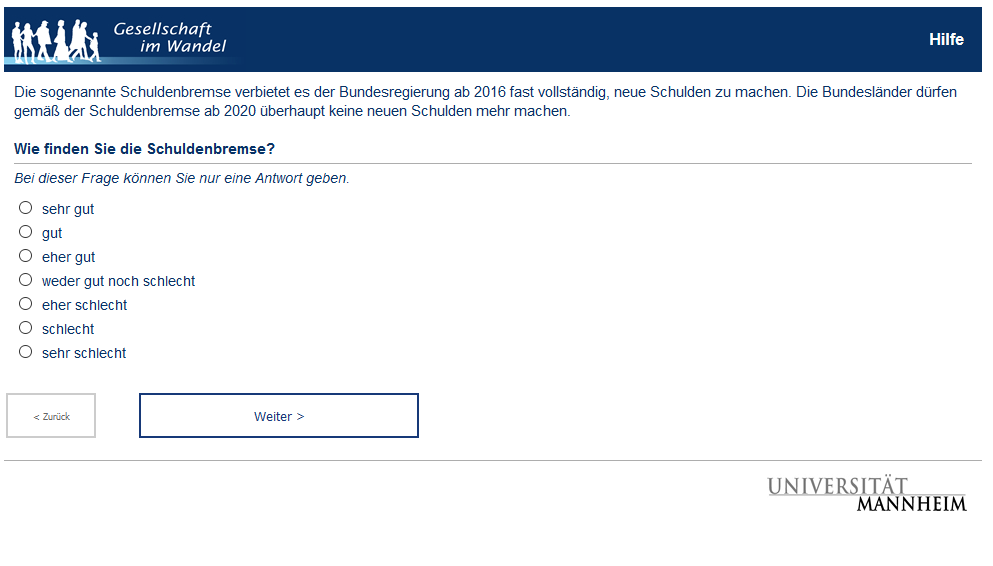 Gesellschaft
im Wandel
Hilfe
Die sogenannte Schuldenbremse verbietet es der Bundesregierung ab 2016 fast vollständig, neue Schulden zu machen. Die Bundesländer dürfen
gemäß der Schuldenbremse ab 2020 überhaupt keine neuen Schulden mehr machen.
Wie finden Sie die Schuldenbremse?
Bei dieser Frage können Sie nur eine Antwort geben.
sehr gut
gut
eher gut
weder gut noch schlecht
eher schlecht
schlecht
sehr schlecht
< Zurück
Weiter >
UNIVERSITÄT
MANNHEIM